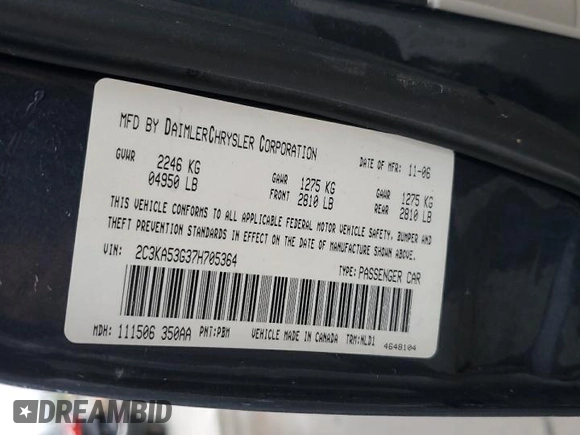 MFD BY DAIMLERCHRYSLER CORPORATION
DATE OF MFR: 11-06
GVWR 2246 KG 04950 LB
GAWR FRONT 1275 KG 2810 LB
GAWR REAR 1275 KG 2810 LB
THIS VEHICLE CONFORMS TO ALL APPLICABLE FEDERAL MOTOR VEHICLE SAFETY, BUMPER AND
THEFT PREVENTION STANDARDS IN EFFECT ON THE DATE OF MANUFACTURE SHOWN ABOVE.
VIN: 2C3KA53G37H705364
TYPE: PASSENGER CAR
MDH: 111506 350AA PNT: PBM VEHICLE MADE IN CANADA TRM: NLD1
4648104
DREAMBID